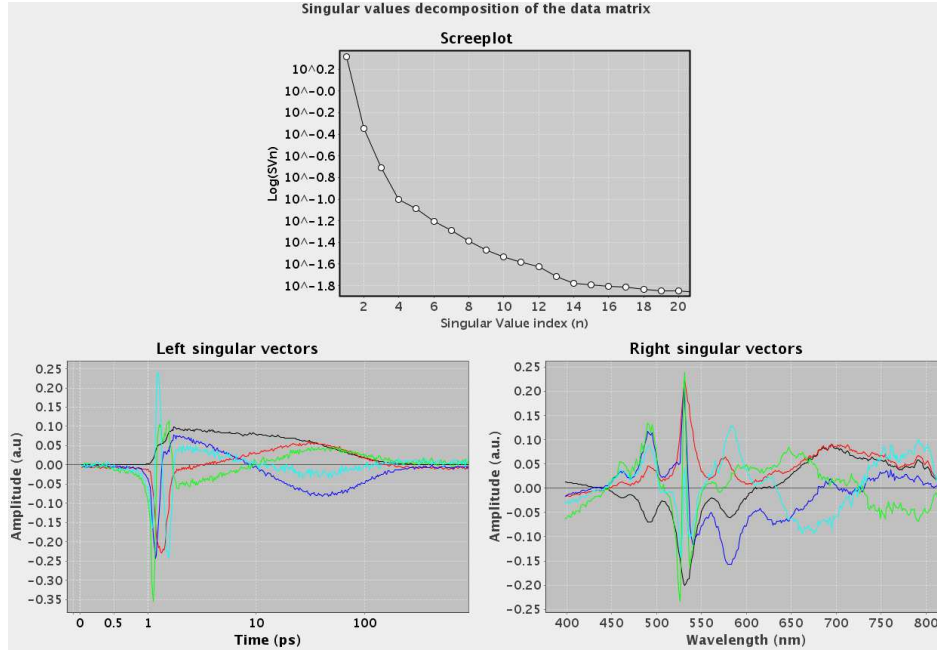 Singular values decomposition of the data matrix
Screeplot
Log(SVn)
10^0.2
10^-0.0
10^-0.2
10^-0.4
10^-0.6
10^-0.8
10^-1.0
10^-1.2
10^-1.4
10^-1.6
10^-1.8
2 4 6 8 10 12 14 16 18 20
Singular Value index (n)
Left singular vectors
Amplitude (a.u)
0.25
0.20
0.15
0.10
0.05
0.00
-0.05
-0.10
-0.15
-0.20
-0.25
-0.30
-0.35
0 0.5 1 10 100
Time (ps)
Right singular vectors
Amplitude (a.u.)
0.25
0.20
0.15
0.10
0.05
0.00
-0.05
-0.10
-0.15
-0.20
-0.25
400 450 500 550 600 650 700 750 800
Wavelength (nm)